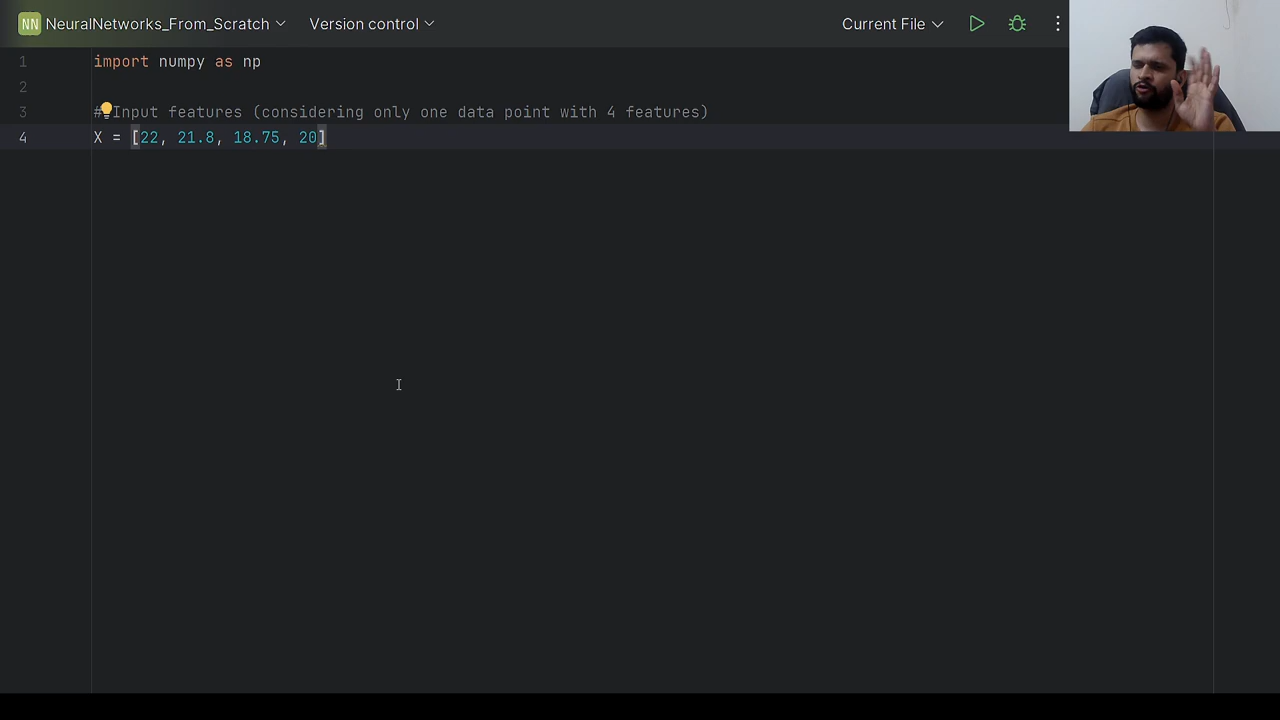 NN NeuralNetworks_From_Scratch Version control Current File
1 import numpy as np
2
3 # Input features (considering only one data point with 4 features)
4 X = [22, 21.8, 18.75, 20]